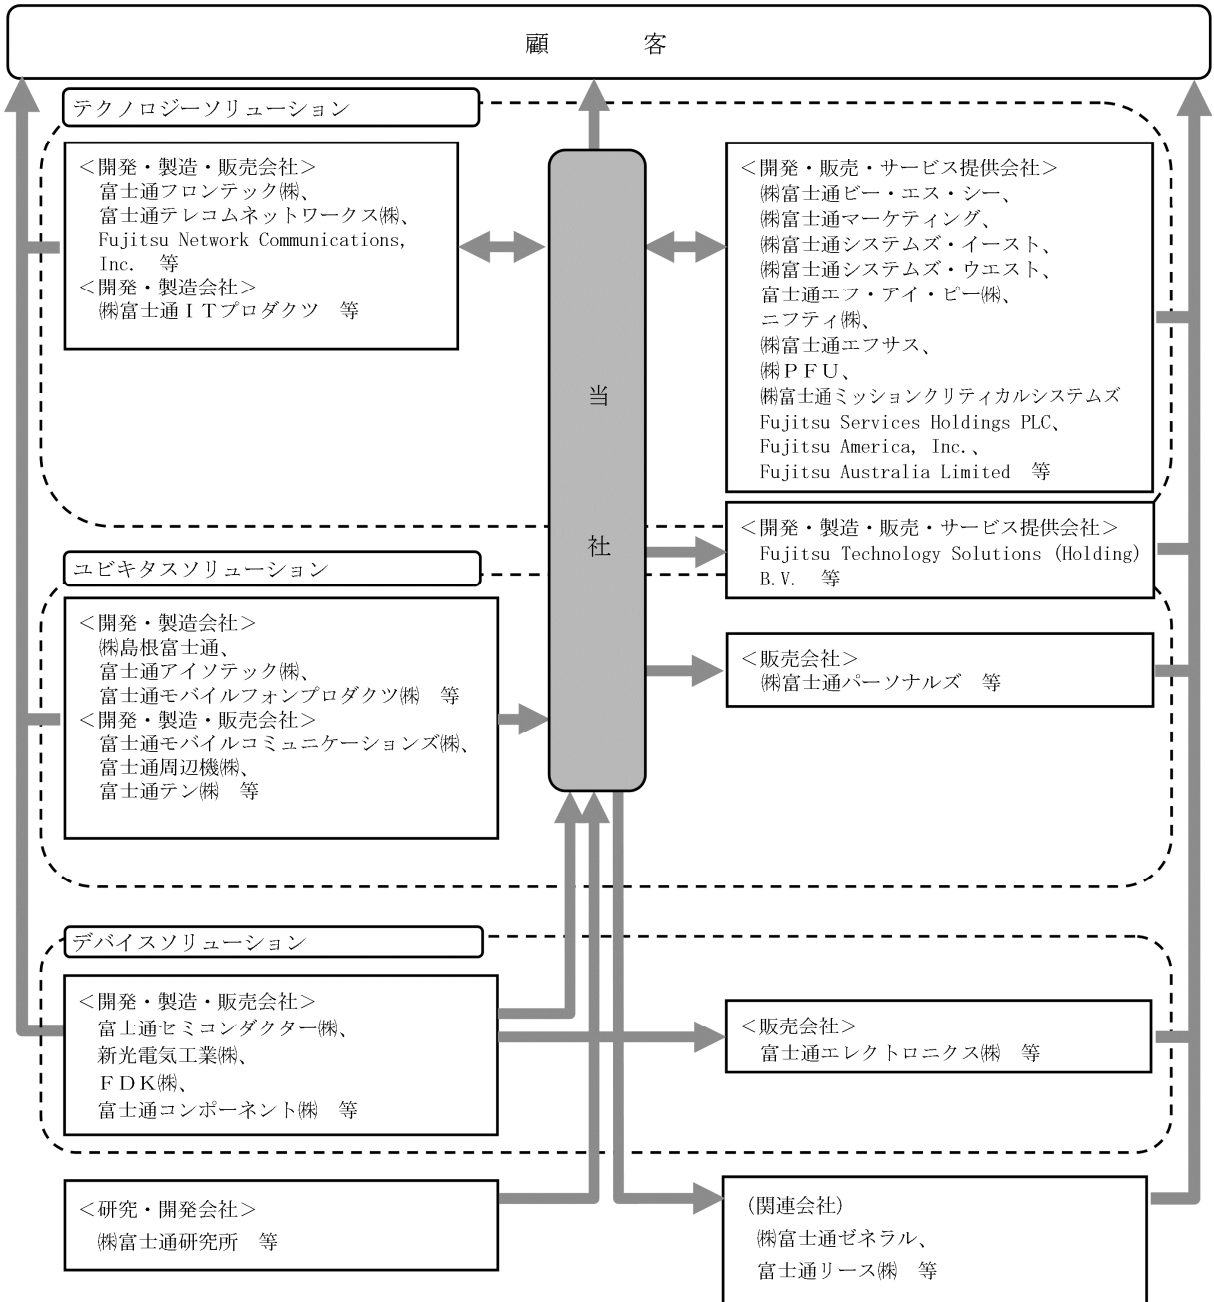 顧　　　客
テクノロジーソリューション
＜開発・製造・販売会社＞
富士通フロンテック㈱、
富士通テレコムネットワークス㈱、
Fujitsu Network Communications,
Inc.　等
＜開発・製造会社＞
㈱富士通ＩＴプロダクツ　等
＜開発・販売・サービス提供会社＞
㈱富士通ビー・エス・シー、
㈱富士通マーケティング、
㈱富士通システムズ・イースト、
㈱富士通システムズ・ウエスト、
富士通エフ・アイ・ピー㈱、
ニフティ㈱、
㈱富士通エフサス、
㈱ＰＦＵ、
㈱富士通ミッションクリティカルシステムズ
Fujitsu Services Holdings PLC、
Fujitsu America, Inc.、
Fujitsu Australia Limited　等
当
社
＜開発・製造・販売・サービス提供会社＞
Fujitsu Technology Solutions (Holding)
B.V.　等
ユビキタスソリューション
＜開発・製造会社＞
㈱島根富士通、
富士通アイソテック㈱、
富士通モバイルフォンプロダクツ㈱　等
＜開発・製造・販売会社＞
富士通モバイルコミュニケーションズ㈱、
富士通周辺機㈱、
富士通テン㈱　等
＜販売会社＞
㈱富士通パーソナルズ　等
デバイスソリューション
＜開発・製造・販売会社＞
富士通セミコンダクター㈱、
新光電気工業㈱、
ＦＤＫ㈱、
富士通コンポーネント㈱　等
＜販売会社＞
富士通エレクトロニクス㈱　等
＜研究・開発会社＞
㈱富士通研究所　等
(関連会社)
㈱富士通ゼネラル、
富士通リース㈱　等